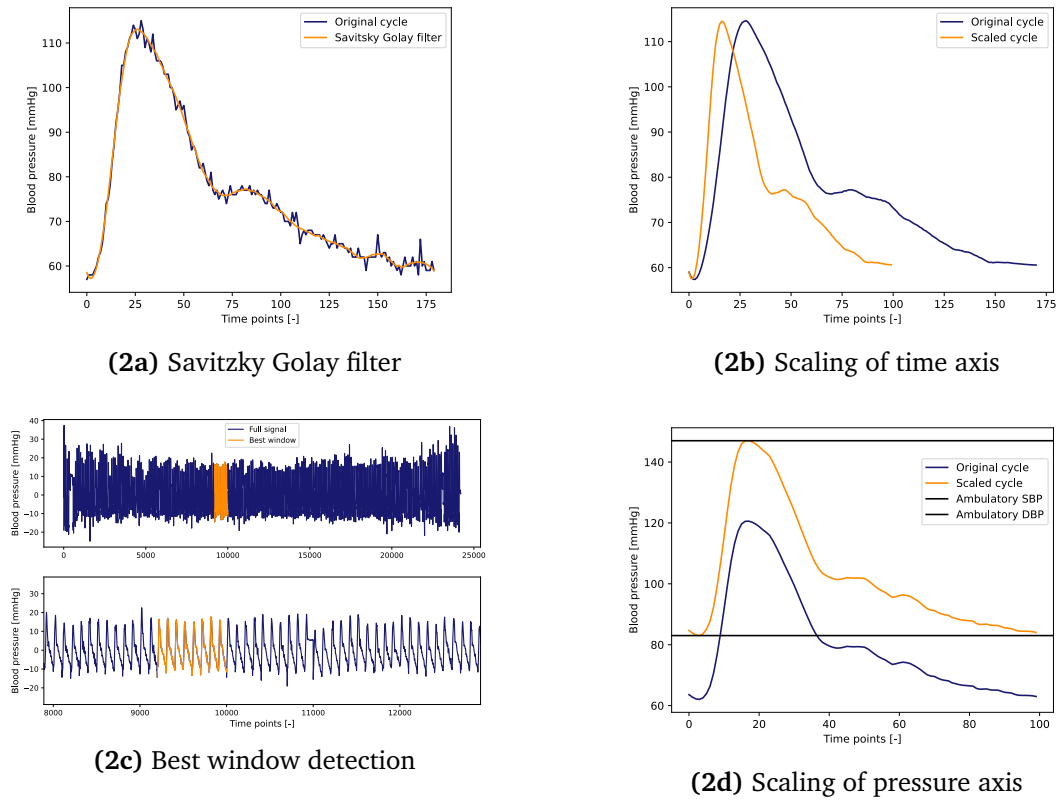 Original cycle
Savitsky Golay filter
Blood pressure [mmHg]
110
100
90
80
70
60
0 25 50 75 100 125 150 175
Time points [-]
(2a) Savitzky Golay filter
Original cycle
Scaled cycle
Blood pressure [mmHg]
110
100
90
80
70
60
0 25 50 75 100 125 150 175
Time points [-]
(2b) Scaling of time axis
Full signal
Best window
Blood pressure [mmHg]
40
30
20
10
0
−10
−20
0 5000 10000 15000 20000 25000
Blood pressure [mmHg]
30
20
10
0
−10
−20
8000 9000 10000 11000 12000
Time points [-]
(2c) Best window detection
Original cycle
Scaled cycle
Ambulatory SBP
Ambulatory DBP
Blood pressure [mmHg]
140
120
100
80
60
0 20 40 60 80 100
Time points [-]
(2d) Scaling of pressure axis